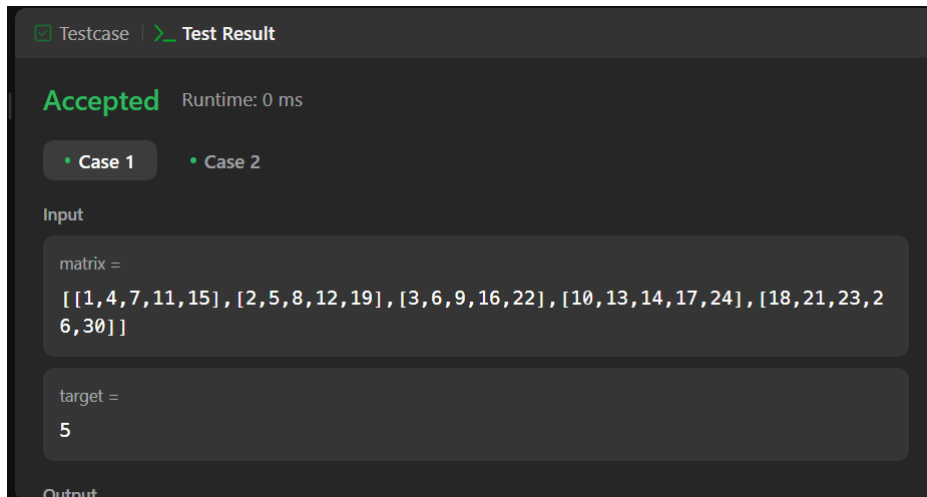 Testcase | >_ Test Result
Accepted Runtime: 0 ms
• Case 1 • Case 2
Input
matrix =
[[1,4,7,11,15],[2,5,8,12,19],[3,6,9,16,22],[10,13,14,17,24],[18,21,23,2
6,30]]
target =
5
Output